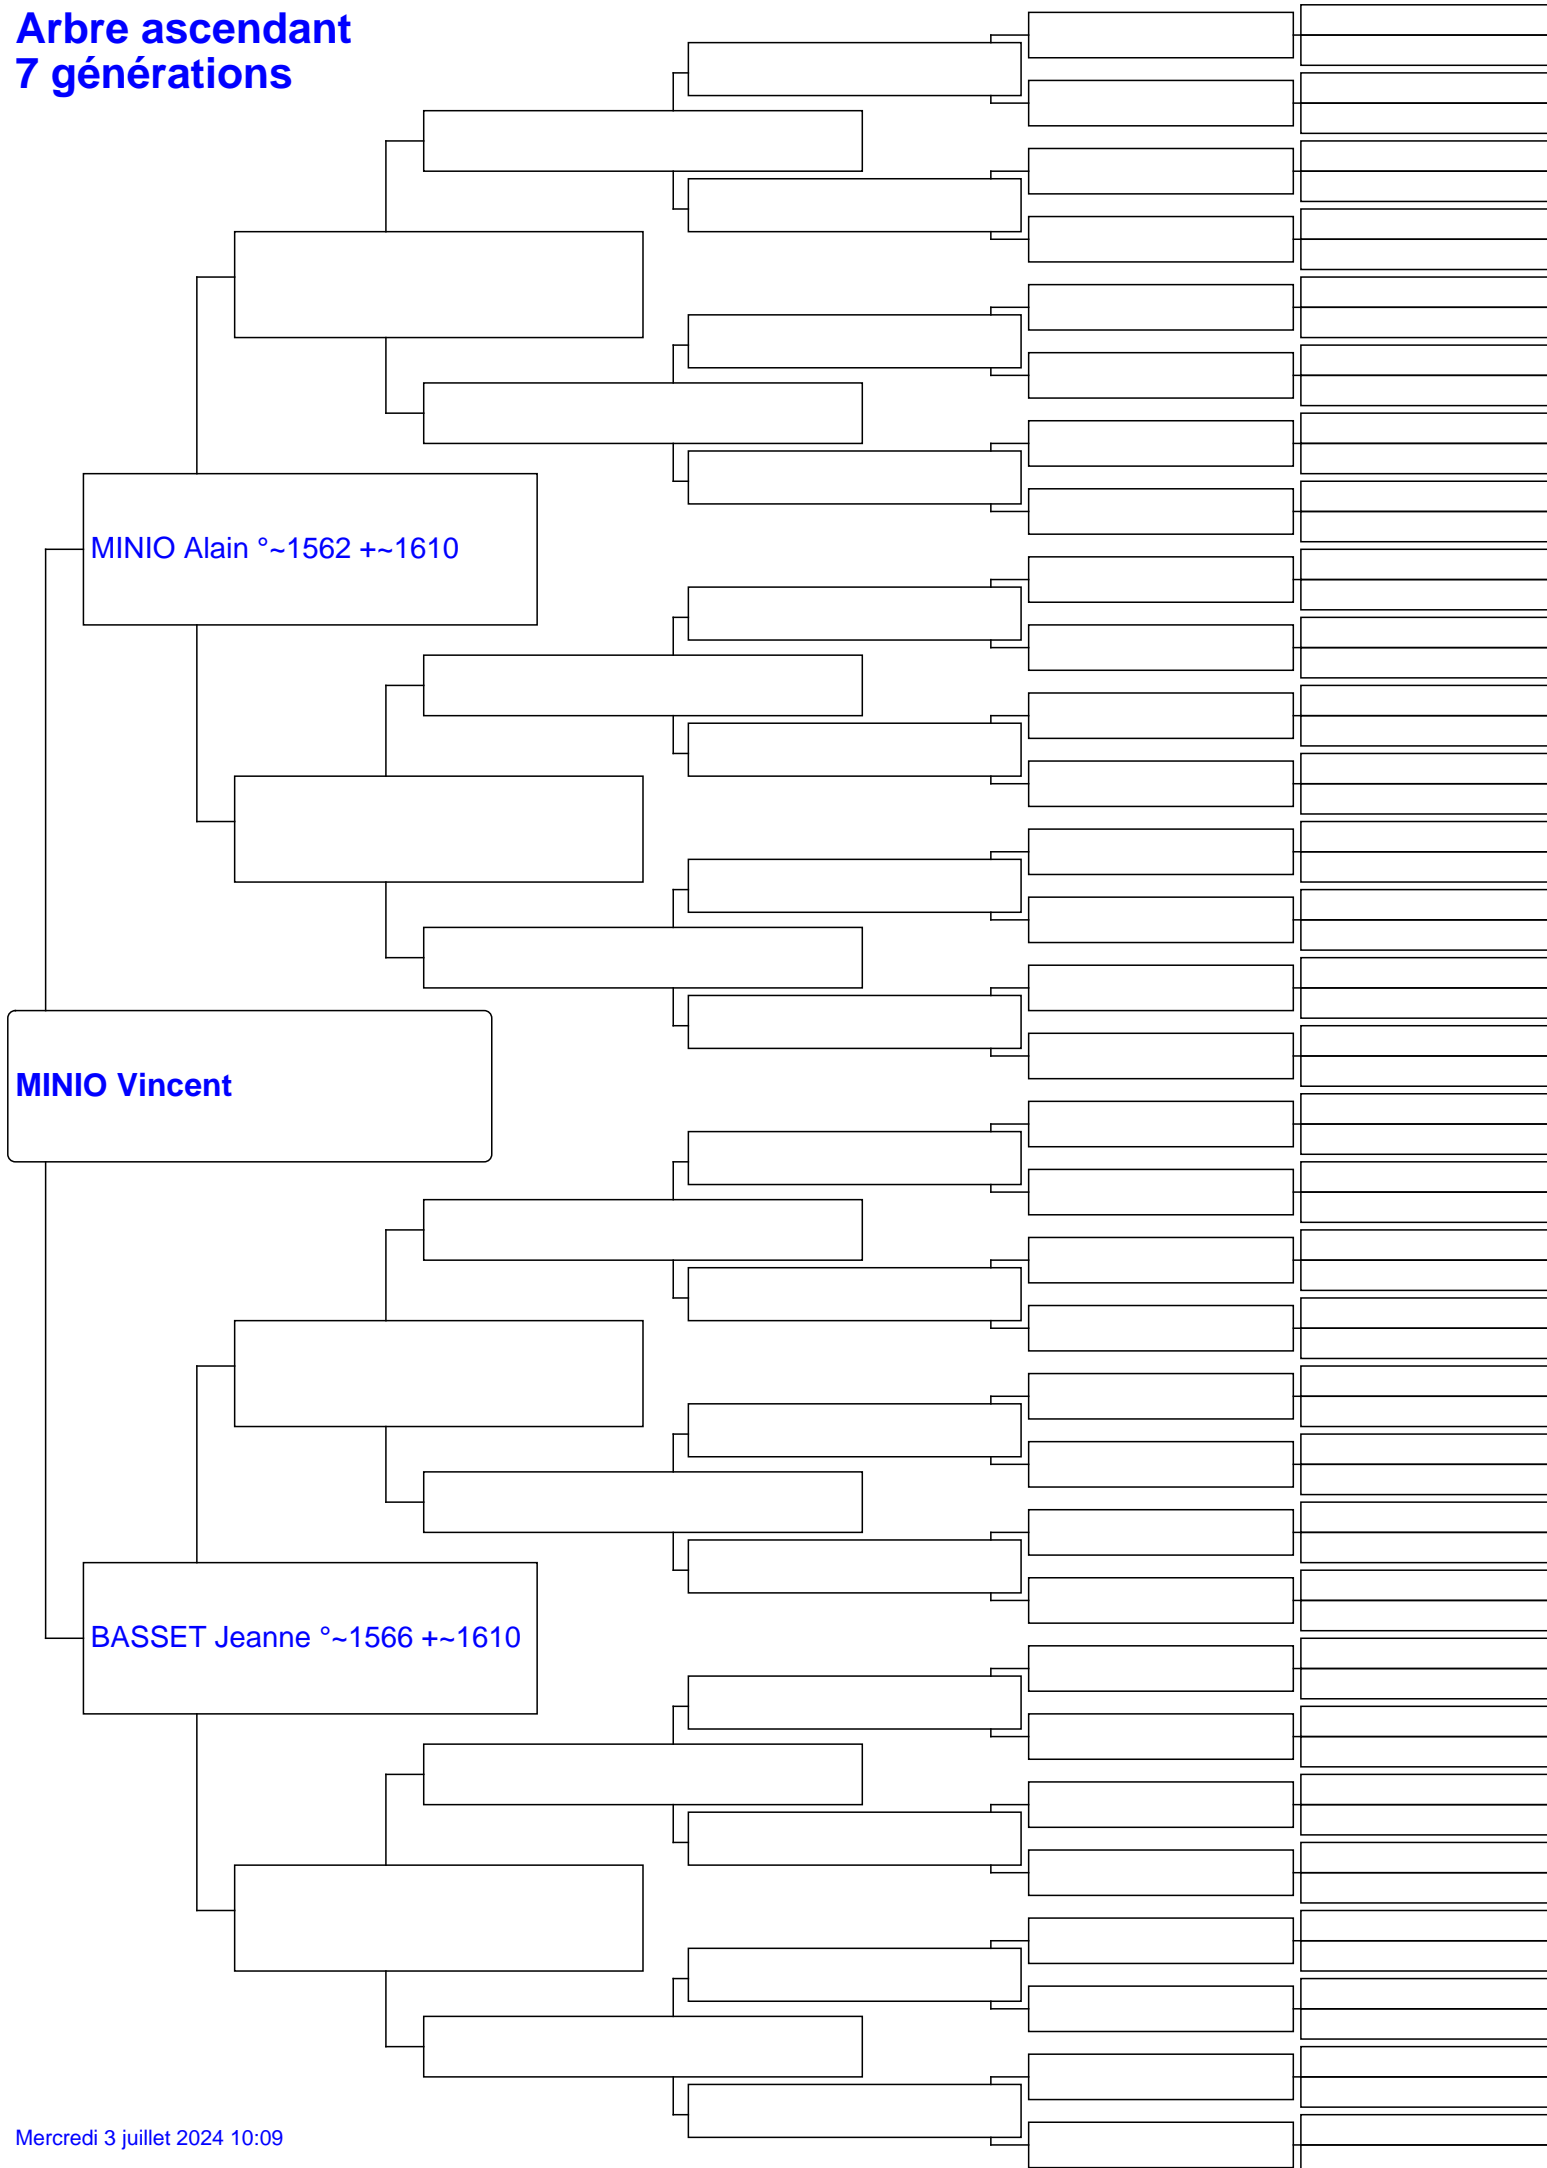 Arbre ascendant
7 générations
MINIO Alain °~1562 +~1610
MINIO Vincent
BASSET Jeanne °~1566 +~1610
Mercredi 3 juillet 2024 10:09